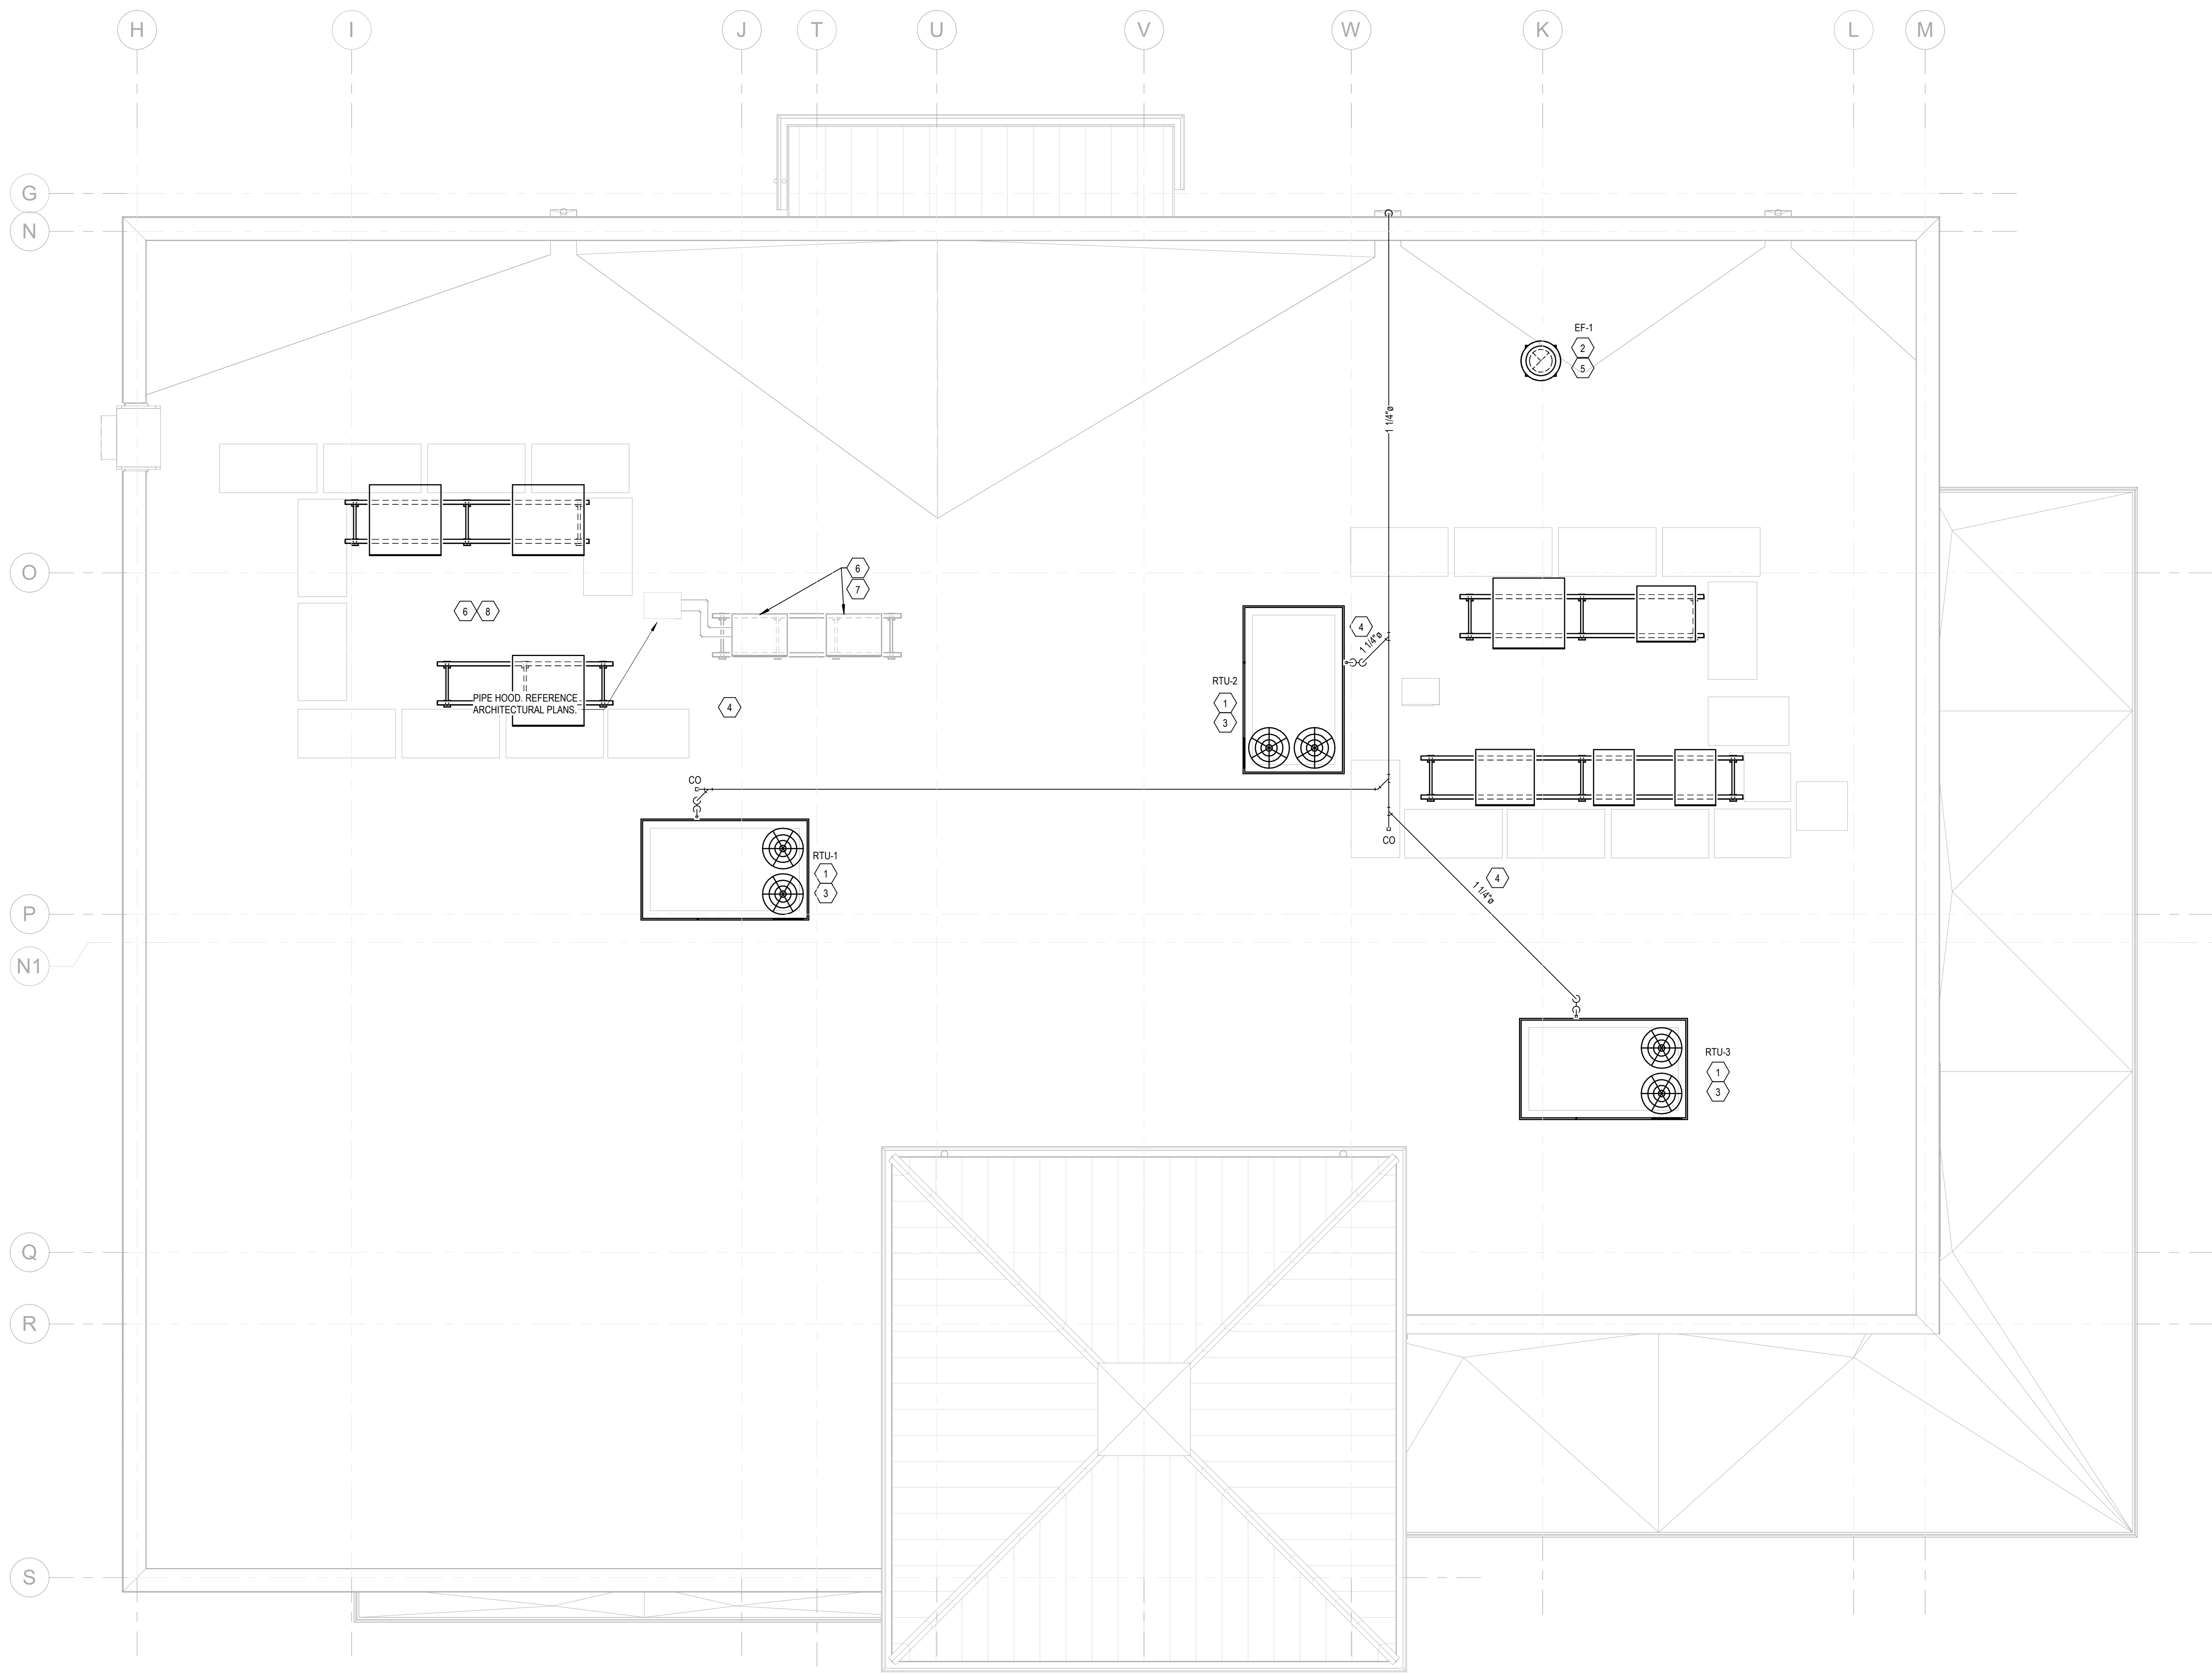 H
I
J
T
U
V
W
K
L
M
G
N
EF-1
2
5
1 1/4"ø
O
6
7
6
8
4
1 1/4"ø
RTU-2
1
3
PIPE HOOD. REFERENCE
ARCHITECTURAL PLANS.
4
CO
CO
RTU-1
1
3
4
1 1/4"ø
P
N1
RTU-3
1
3
Q
R
S